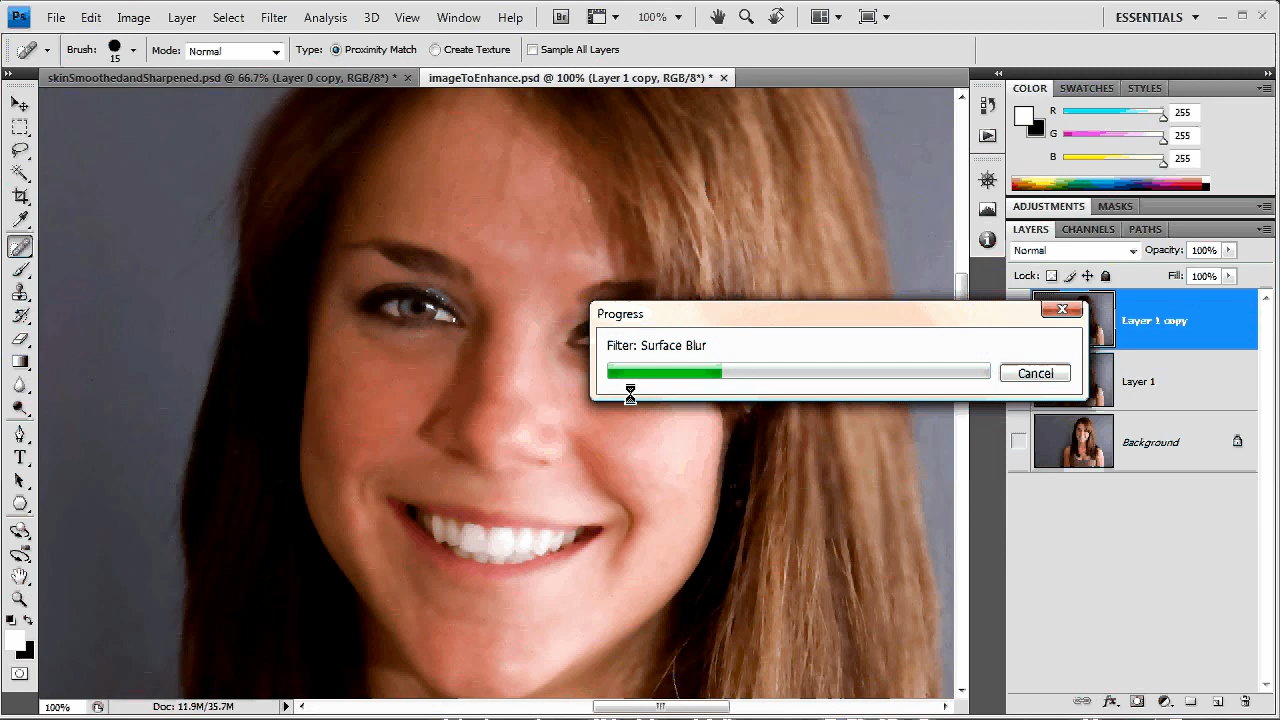 Ps File Edit Image Layer Select Filter Analysis 3D View Window Help Br 100% ESSENTIALS
Brush: 15 Mode: Normal Type: Proximity Match Create Texture Sample All Layers
skinSmoothedandSharpened.psd @ 66.7% (Layer 0 copy, RGB/8*) * imageToEnhance.psd @ 100% (Layer 1 copy, RGB/8*) *
COLOR SWATCHES STYLES
R 255
G 255
B 255
ADJUSTMENTS MASKS
LAYERS CHANNELS PATHS
Normal Opacity: 100%
Lock: Fill: 100%
Layer 1 copy
Layer 1
Background
Progress
Filter: Surface Blur
Cancel
T
100% Doc: 11.9M/35.7M